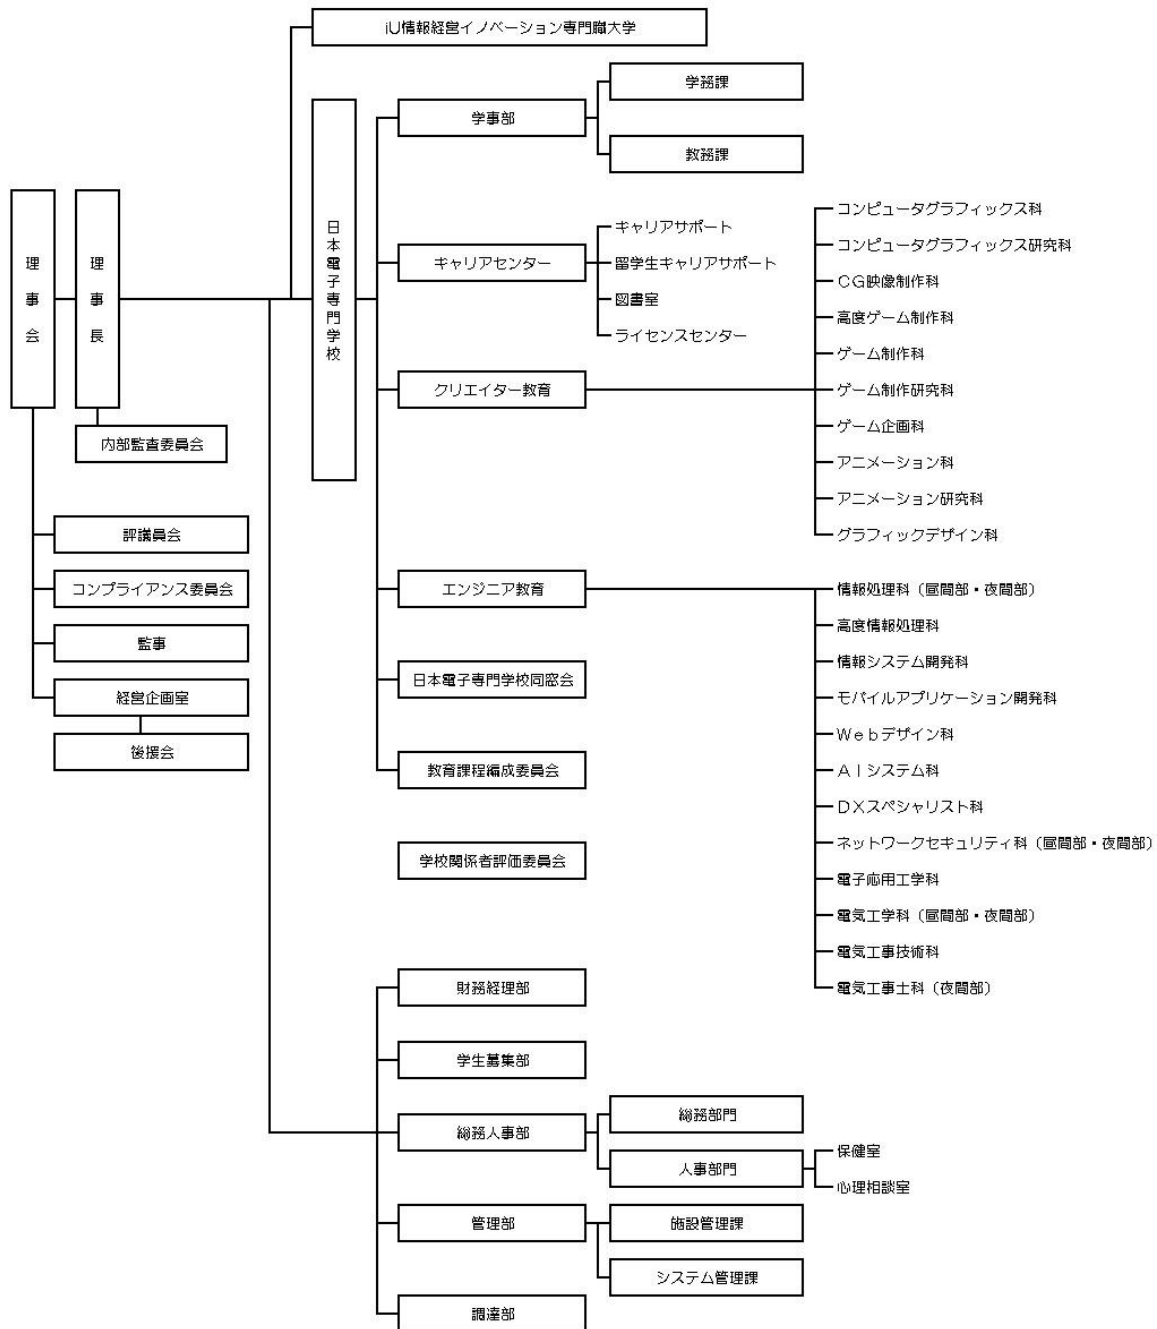 iU情報経営イノベーション専門職大学
学務課
学事部
教務課
理事会
理事長
日本電子専門学校
キャリアセンター
キャリアサポート
留学生キャリアサポート
図書室
ライセンスセンター
クリエイター教育
コンピュータグラフィックス科
コンピュータグラフィックス研究科
CG映像制作科
高度ゲーム制作科
ゲーム制作科
ゲーム制作研究科
ゲーム企画科
アニメーション科
アニメーション研究科
グラフィックデザイン科
内部監査委員会
評議員会
コンプライアンス委員会
監事
経営企画室
後援会
エンジニア教育
情報処理科（昼間部・夜間部）
高度情報処理科
情報システム開発科
モバイルアプリケーション開発科
Ｗｅｂデザイン科
ＡＩシステム科
ＤＸスペシャリスト科
ネットワークセキュリティ科（昼間部・夜間部）
電子応用工学科
電気工学科（昼間部・夜間部）
電気工事技術科
電気工事士科（夜間部）
日本電子専門学校同窓会
教育課程編成委員会
学校関係者評価委員会
財務経理部
学生募集部
総務人事部
総務部門
人事部門
保健室
心理相談室
管理部
施設管理課
システム管理課
調達部